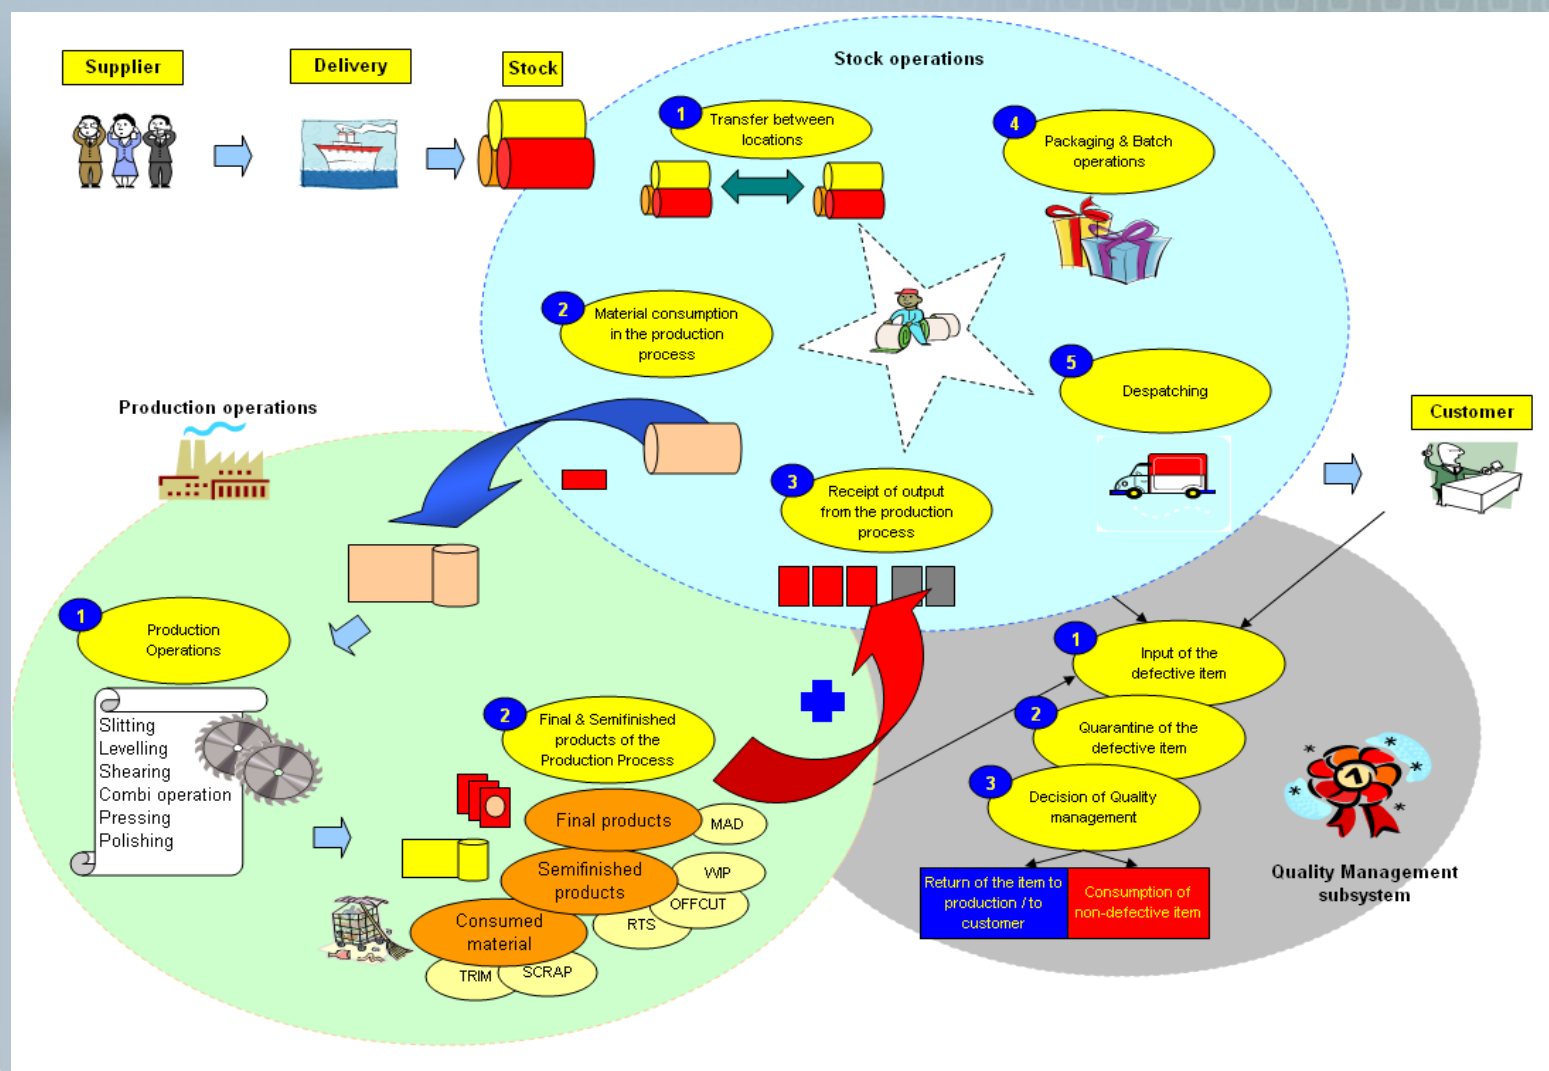 Supplier
Delivery
Stock
Stock operations
1
Transfer between
locations
4
Packaging & Batch
operations
2
Material consumption
in the production
process
5
Despatching
Customer
Production operations
3
Receipt of output
from the production
process
1
Production
Operations
Slitting
Levelling
Shearing
Combi operation
Pressing
Polishing
2
Final & Semifinished
products of the
Production Process
Final products
MAD
Semifinished
products
WIP
OFFCUT
RTS
Consumed
material
TRIM
SCRAP
1
Input of the
defective item
2
Quarantine of the
defective item
3
Decision of Quality
management
Return of the item to
production / to
customer
Consumption of
non-defective item
1
Quality Management
subsystem